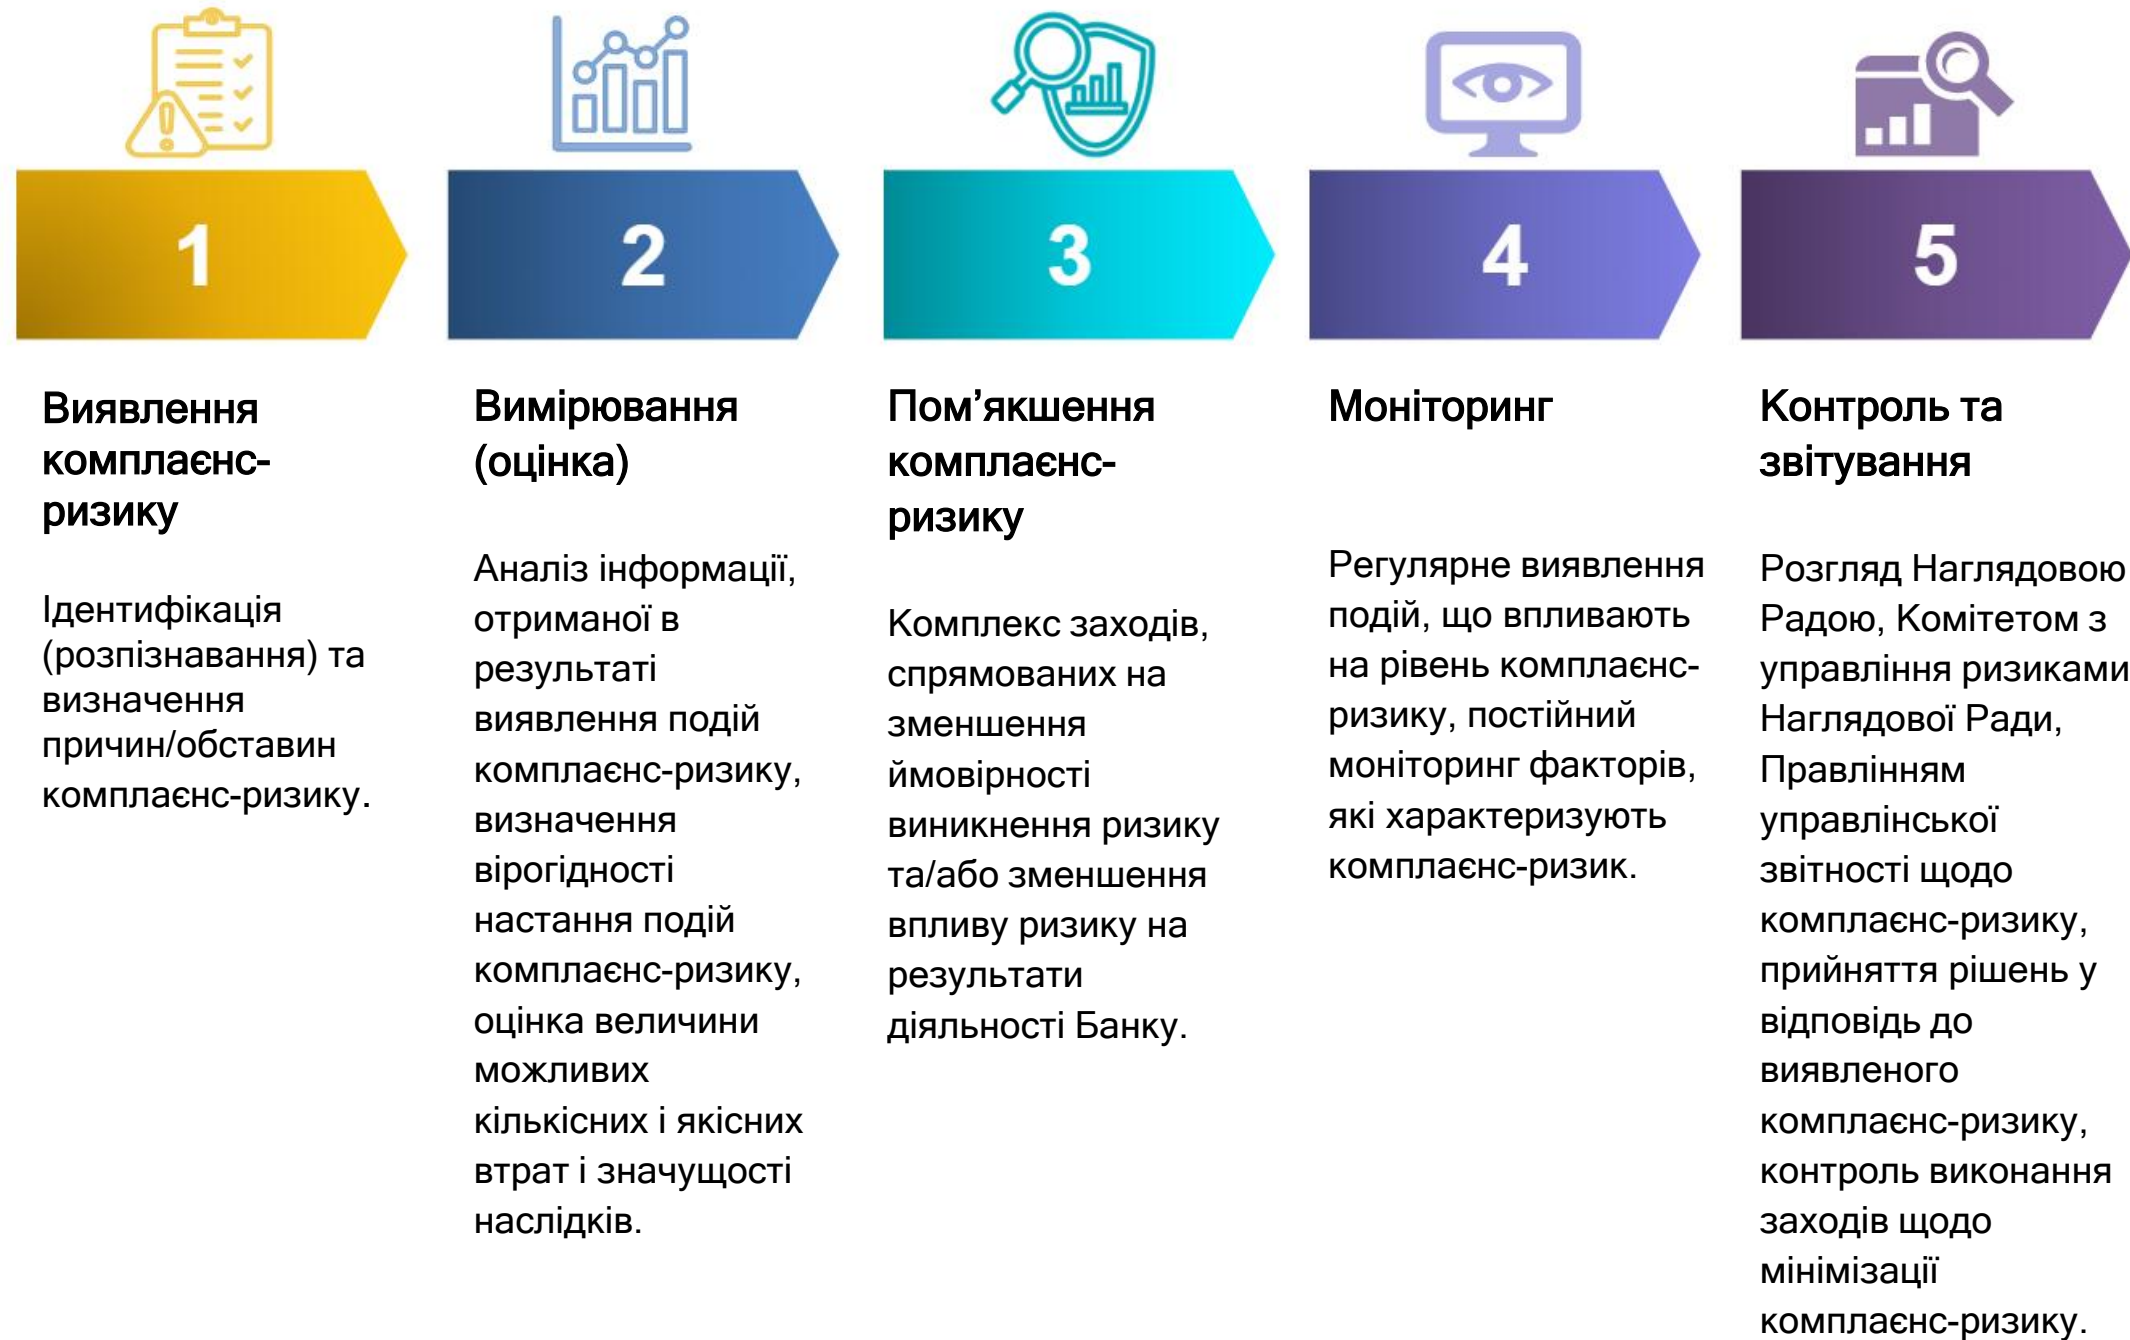 1
Виявлення
комплаєнс-
ризику
Ідентифікація
(розпізнавання) та
визначення
причин/обставин
комплаєнс-ризику.
2
Вимірювання
(оцінка)
Аналіз інформації,
отриманої в
результаті
виявлення подій
комплаєнс-ризику,
визначення
вірогідності
настання подій
комплаєнс-ризику,
оцінка величини
можливих
кількісних і якісних
втрат і значущості
наслідків.
3
Пом’якшення
комплаєнс-
ризику
Комплекс заходів,
спрямованих на
зменшення
ймовірності
виникнення ризику
та/або зменшення
впливу ризику на
результати
діяльності Банку.
4
Моніторинг
Регулярне виявлення
подій, що впливають
на рівень комплаєнс-
ризику, постійний
моніторинг факторів,
які характеризують
комплаєнс-ризик.
5
Контроль та
звітування
Розгляд Наглядовою
Радою, Комітетом з
управління ризиками
Наглядової Ради,
Правлінням
управлінської
звітності щодо
комплаєнс-ризику,
прийняття рішень у
відповідь до
виявленого
комплаєнс-ризику,
контроль виконання
заходів щодо
мінімізації
комплаєнс-ризику.